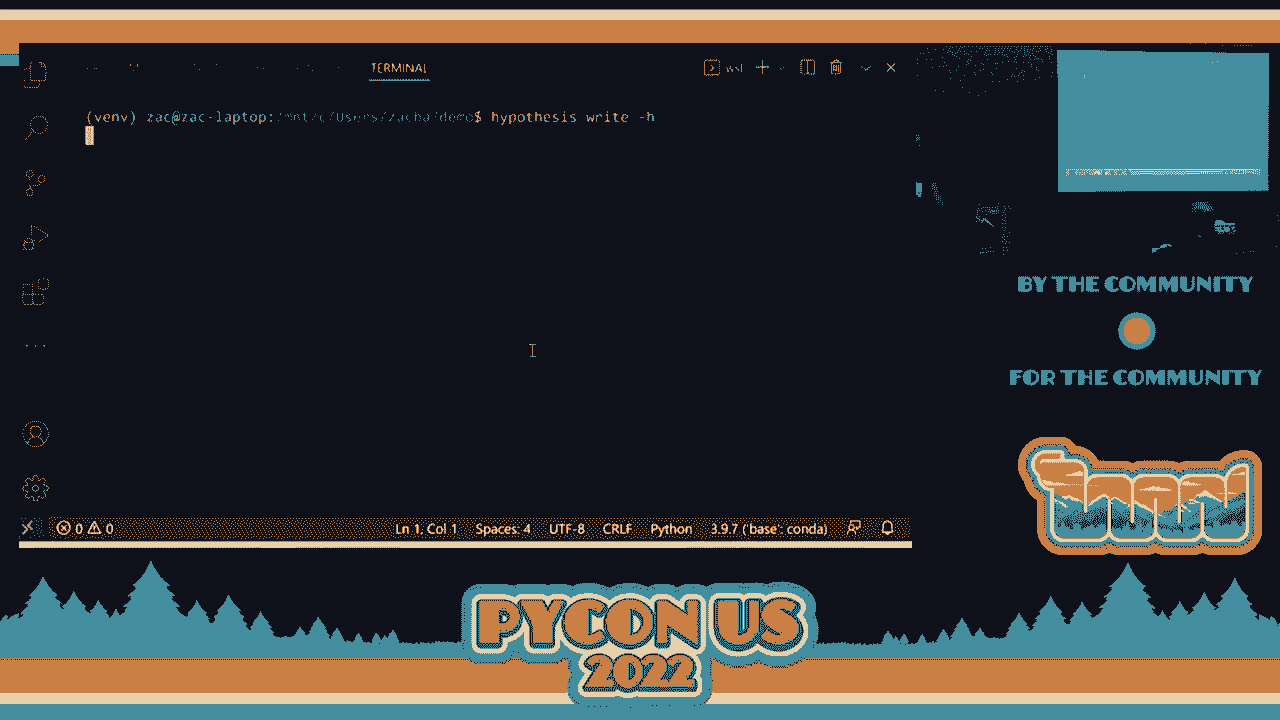 TERMINAL
wsl
(venv) zac@zac-laptop:/mnt/c/Users/zacha/demo$ hypothesis write -h
0 0
Ln 1, Col 1 Spaces: 4 UTF-8 CRLF Python 3.9.7 ('base': conda)
BY THE COMMUNITY
FOR THE COMMUNITY
PYCON US
2022